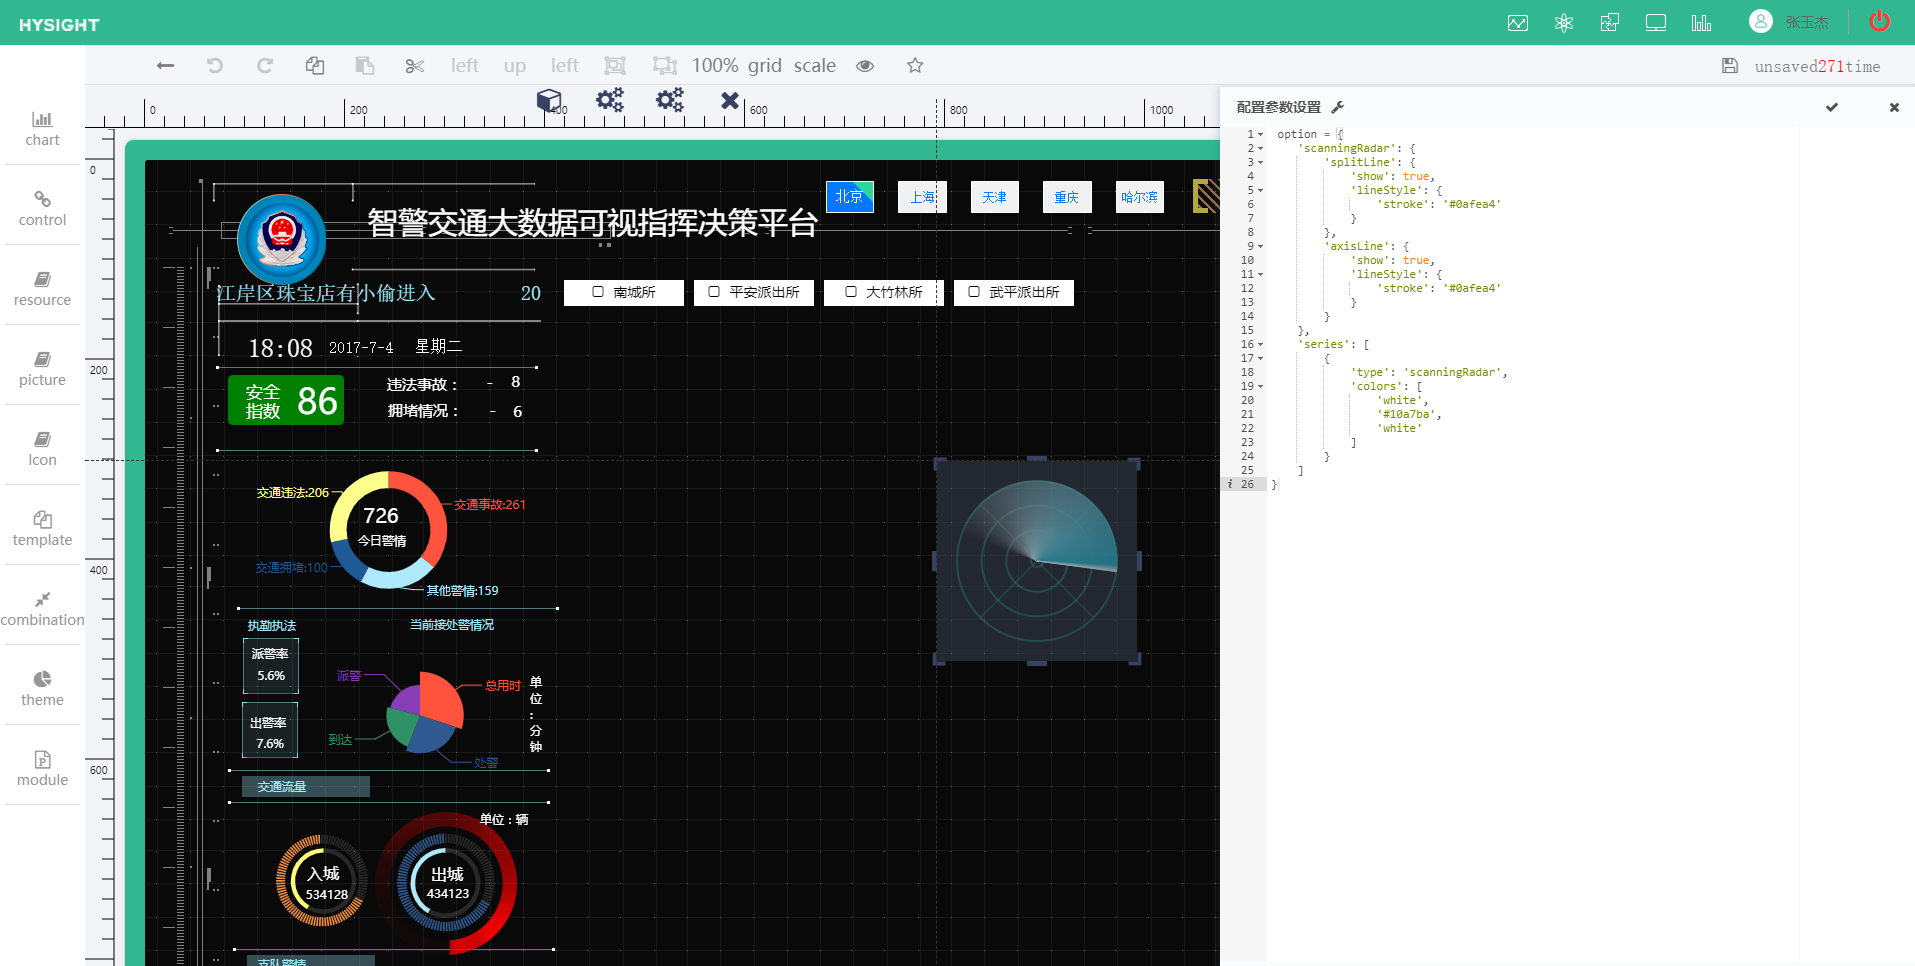 HYSIGHT
张玉杰
left up left 100% grid scale
unsaved271time
chart
control
resource
picture
Icon
template
combination
theme
module
0 200 400 600 800 1000
0
200
400
600
智警交通大数据可视指挥决策平台
北京 上海 天津 重庆 哈尔滨
江岸区珠宝店有小偷进入 20
南城所 平安派出所 大竹林所 武平派出所
18:08 2017-7-4 星期二
安全
指数 86
违法事故： - 8
拥堵情况： - 6
交通违法:206
交通事故:261
726
今日警情
交通拥堵:100
其他警情:159
执勤执法
当前接处警情况
派警率
5.6%
出警率
7.6%
派警
总用时
到达
处警
单位:分钟
交通流量
单位：辆
入城
534128
出城
434123
支队警情
配置参数设置
1 option = {
2 'scanningRadar': {
3 'splitLine': {
4 'show': true,
5 'lineStyle': {
6 'stroke': '#0afea4'
7 }
8 },
9 'axisLine': {
10 'show': true,
11 'lineStyle': {
12 'stroke': '#0afea4'
13 }
14 }
15 },
16 'series': [
17 {
18 'type': 'scanningRadar',
19 'colors': [
20 'white',
21 '#10a7ba',
22 'white'
23 ]
24 }
25 ]
i 26 }